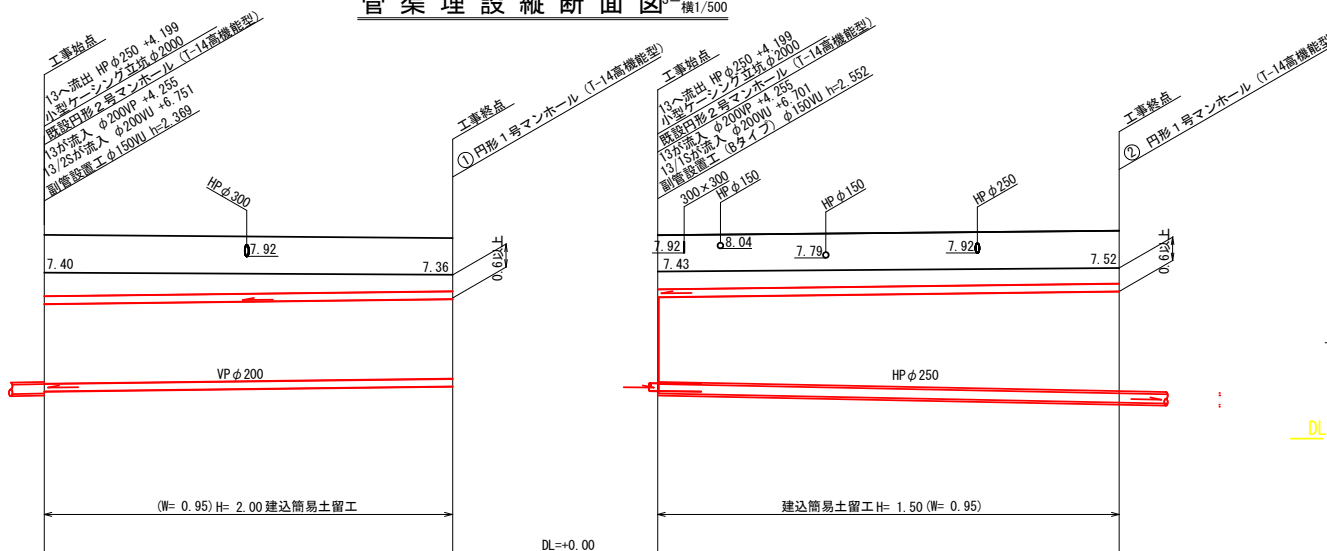 管渠埋設縦断面図
横1/500
工事始点
13へ流出 HPφ250 +4.199
小型ケーシング立坑φ2000
既設円形2号マンホール (T-14高機能型)
13が流入 φ200VP +4.255
13/2Sが流入 φ200VU +6.751
副管設置工φ150VU h=2.369
工事終点
① 円形1号マンホール (T-14高機能型)
HPφ300
7.92
7.40
7.36
0.6以上
VPφ200
(W= 0.95) H= 2.00 建込簡易土留工
工事始点
13へ流出 HPφ250 +4.199
小型ケーシング立坑φ2000
既設円形2号マンホール (T-14高機能型)
13が流入 φ200VP +4.255
13/1Sが流入 φ200VU +6.701
副管設置工 (Bタイプ) φ150VU h=2.552
工事終点
② 円形1号マンホール (T-14高機能型
300×300
HPφ150
HPφ150
HPφ250
7.92
8.04
7.79
7.92
7.43
7.52
0.6以上
HPφ250
建込簡易土留工 H= 1.50 (W= 0.95)
DL=+0.00
DL